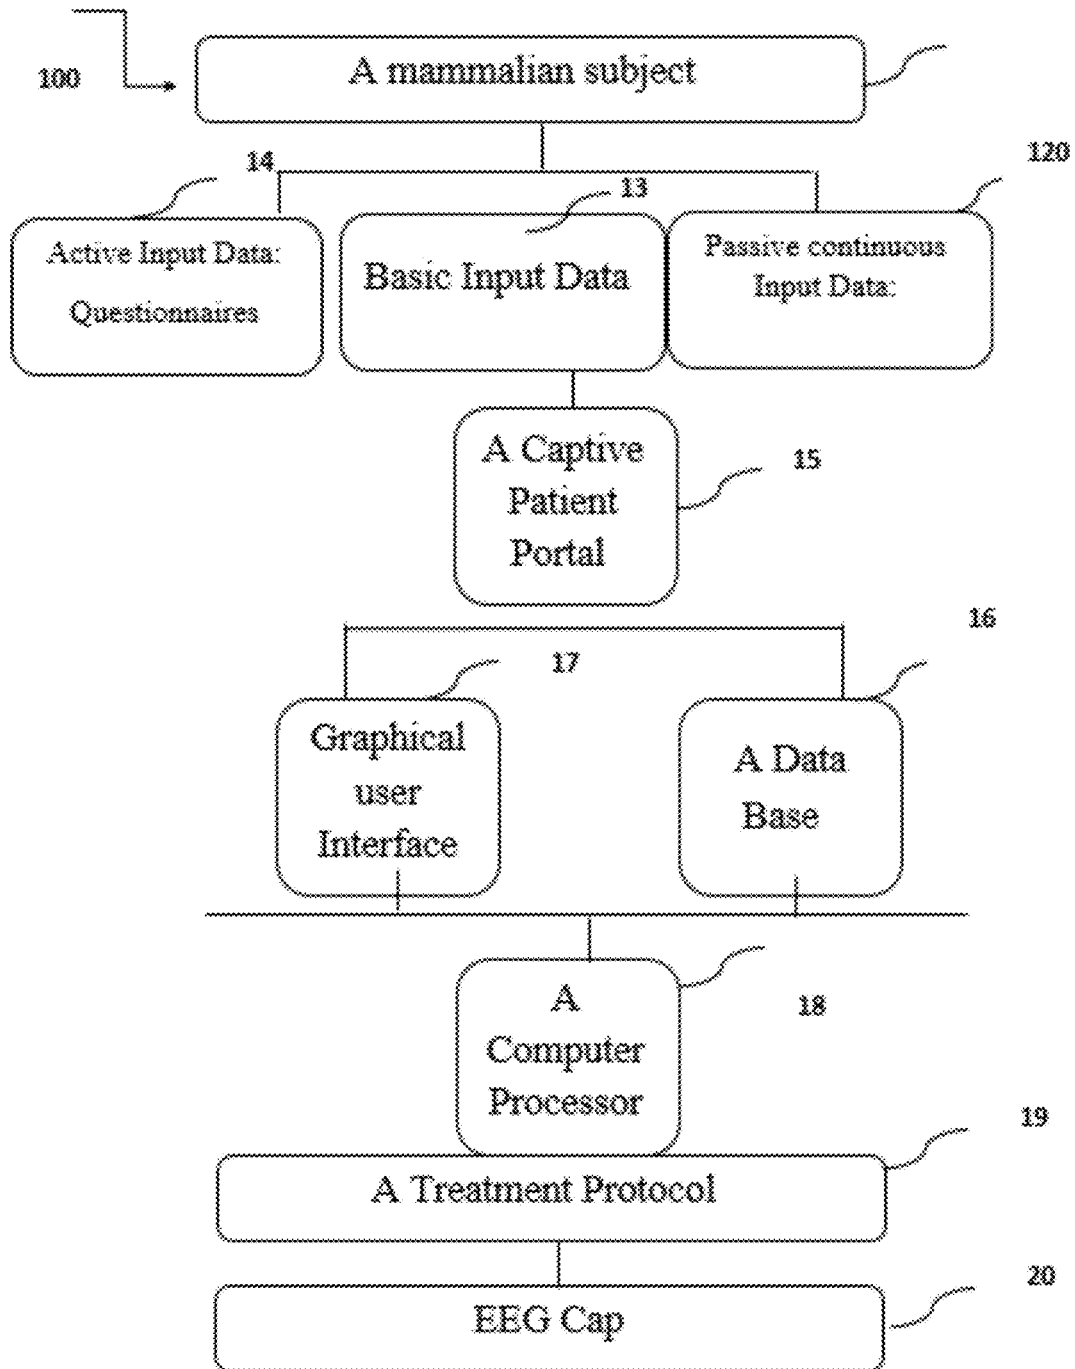 100
A mammalian subject
14
13
120
Active Input Data:
Questionnaires
Basic Input Data
Passive continuous
Input Data:
A Captive
Patient
Portal
15
16
17
Graphical
user
Interface
A Data
Base
A
Computer
Processor
18
19
A Treatment Protocol
20
EEG Cap